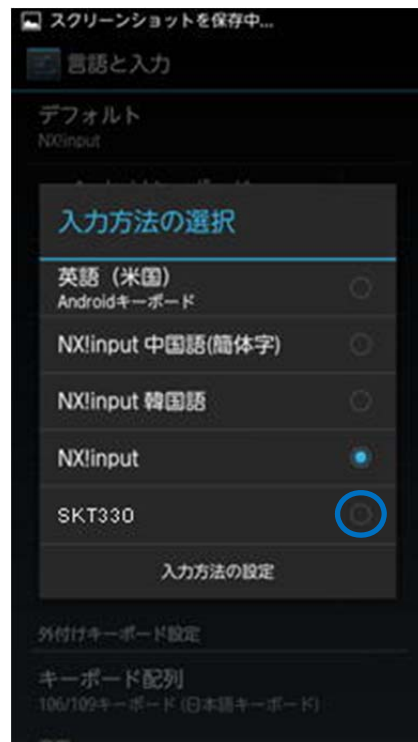 スクリーンショットを保存中...
言語と入力
デフォルト
NX!input
入力方法の選択
英語（米国）
Androidキーボード
NX!input 中国語(簡体字)
NX!input 韓国語
NX!input
SKT330
入力方法の設定
外付けキーボード設定
キーボード配列
106/109キーボード (日本語キーボード)